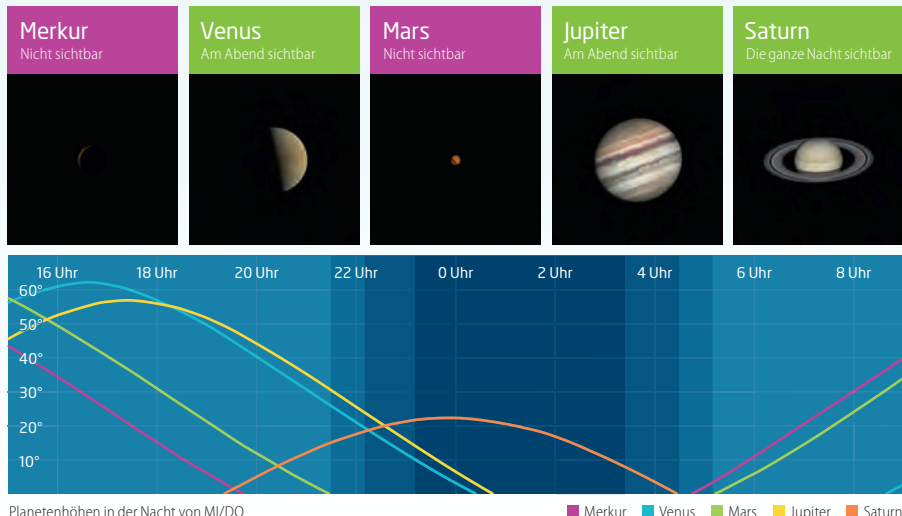 Merkur
Nicht sichtbar
Venus
Am Abend sichtbar
Mars
Nicht sichtbar
Jupiter
Am Abend sichtbar
Saturn
Die ganze Nacht sichtbar
16 Uhr 18 Uhr 20 Uhr 22 Uhr 0 Uhr 2 Uhr 4 Uhr 6 Uhr 8 Uhr
60°
50°
40°
30°
20°
10°
Planetenhöhen in der Nacht von MI/DO
Merkur Venus Mars Jupiter Saturn